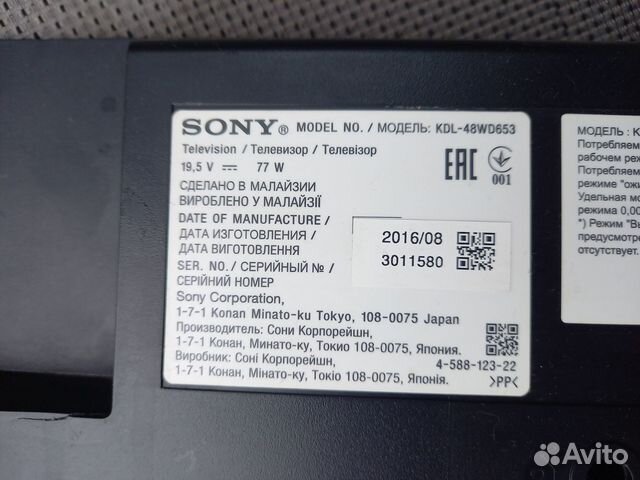 SONY® MODEL NO. / МОДЕЛЬ: KDL-48WD653
Television / Телевизор / Телевізор
19,5 V ⎓ 77 W
СДЕЛАНО В МАЛАЙЗИИ
ВИРОБЛЕНО У МАЛАЙЗІЇ
DATE OF MANUFACTURE /
ДАТА ИЗГОТОВЛЕНИЯ /
ДАТА ВИГОТОВЛЕННЯ
2016/08
SER. NO. / СЕРИЙНЫЙ № /
СЕРІЙНИЙ НОМЕР
3011580
Sony Corporation,
1-7-1 Konan Minato-ku Tokyo, 108-0075 Japan
Производитель: Сони Корпорейшн,
1-7-1 Конан, Минато-ку, Токио 108-0075, Япония.
Виробник: Соні Корпорейшн,
1-7-1 Конан, Мінато-ку, Токіо 108-0075, Японія.
4-588-123-22
>PP<
EAC
001
МОДЕЛЬ : K
Потребляем
рабочем реж
Потребляем
режиме "ож
Удельная мо
режима 0,00
*) Режим "Вы
предусмотре
отсутствует.
Avito